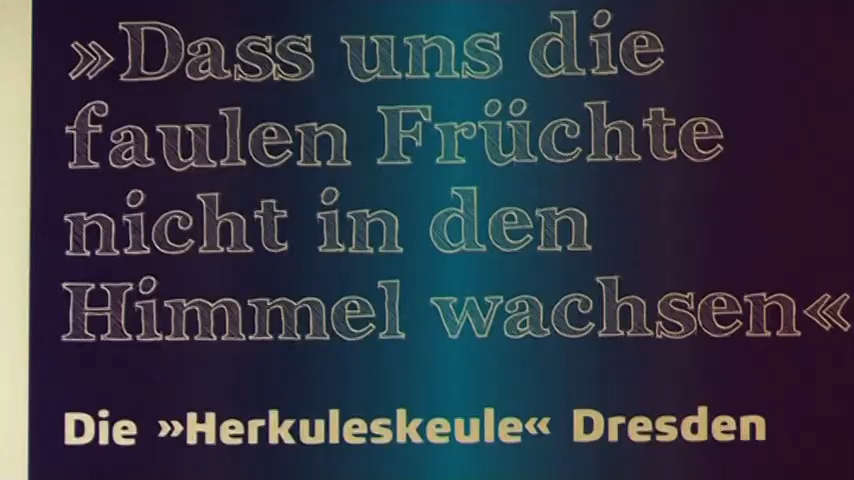 »Dass uns die
faulen Früchte
nicht in den
Himmel wachsen«
Die »Herkuleskeule« Dresden